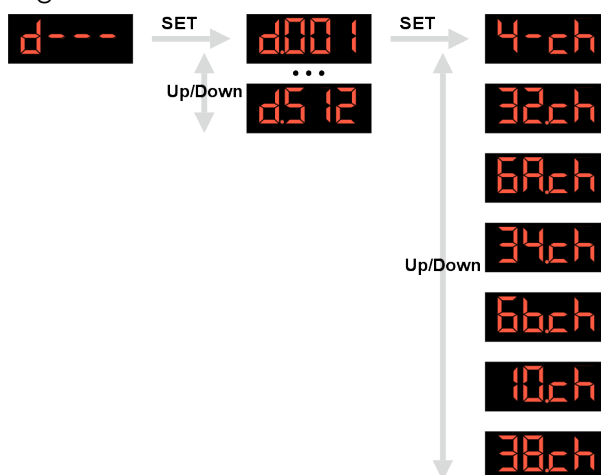 d--- SET d.001 SET 4-ch
...
Up/Down d.512 32.ch
6A.ch
34.ch
Up/Down
6b.ch
10.ch
38.ch